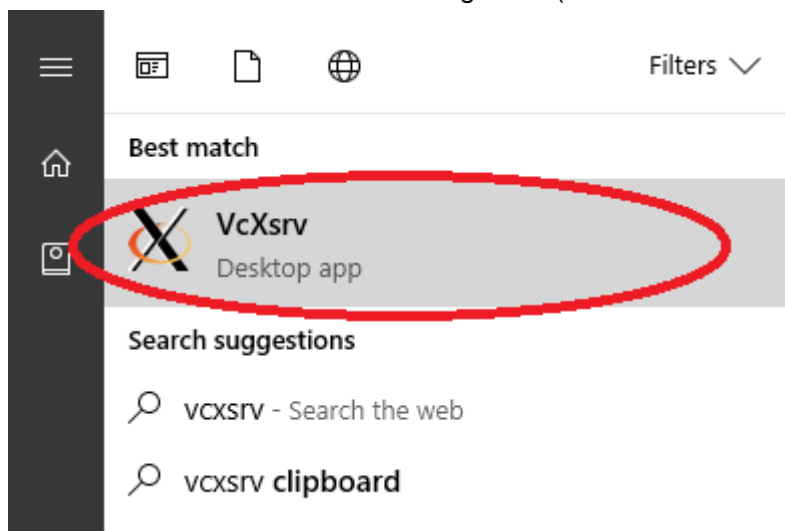 Filters
Best match
VcXsrv
Desktop app
Search suggestions
vcxsrv - Search the web
vcxsrv clipboard